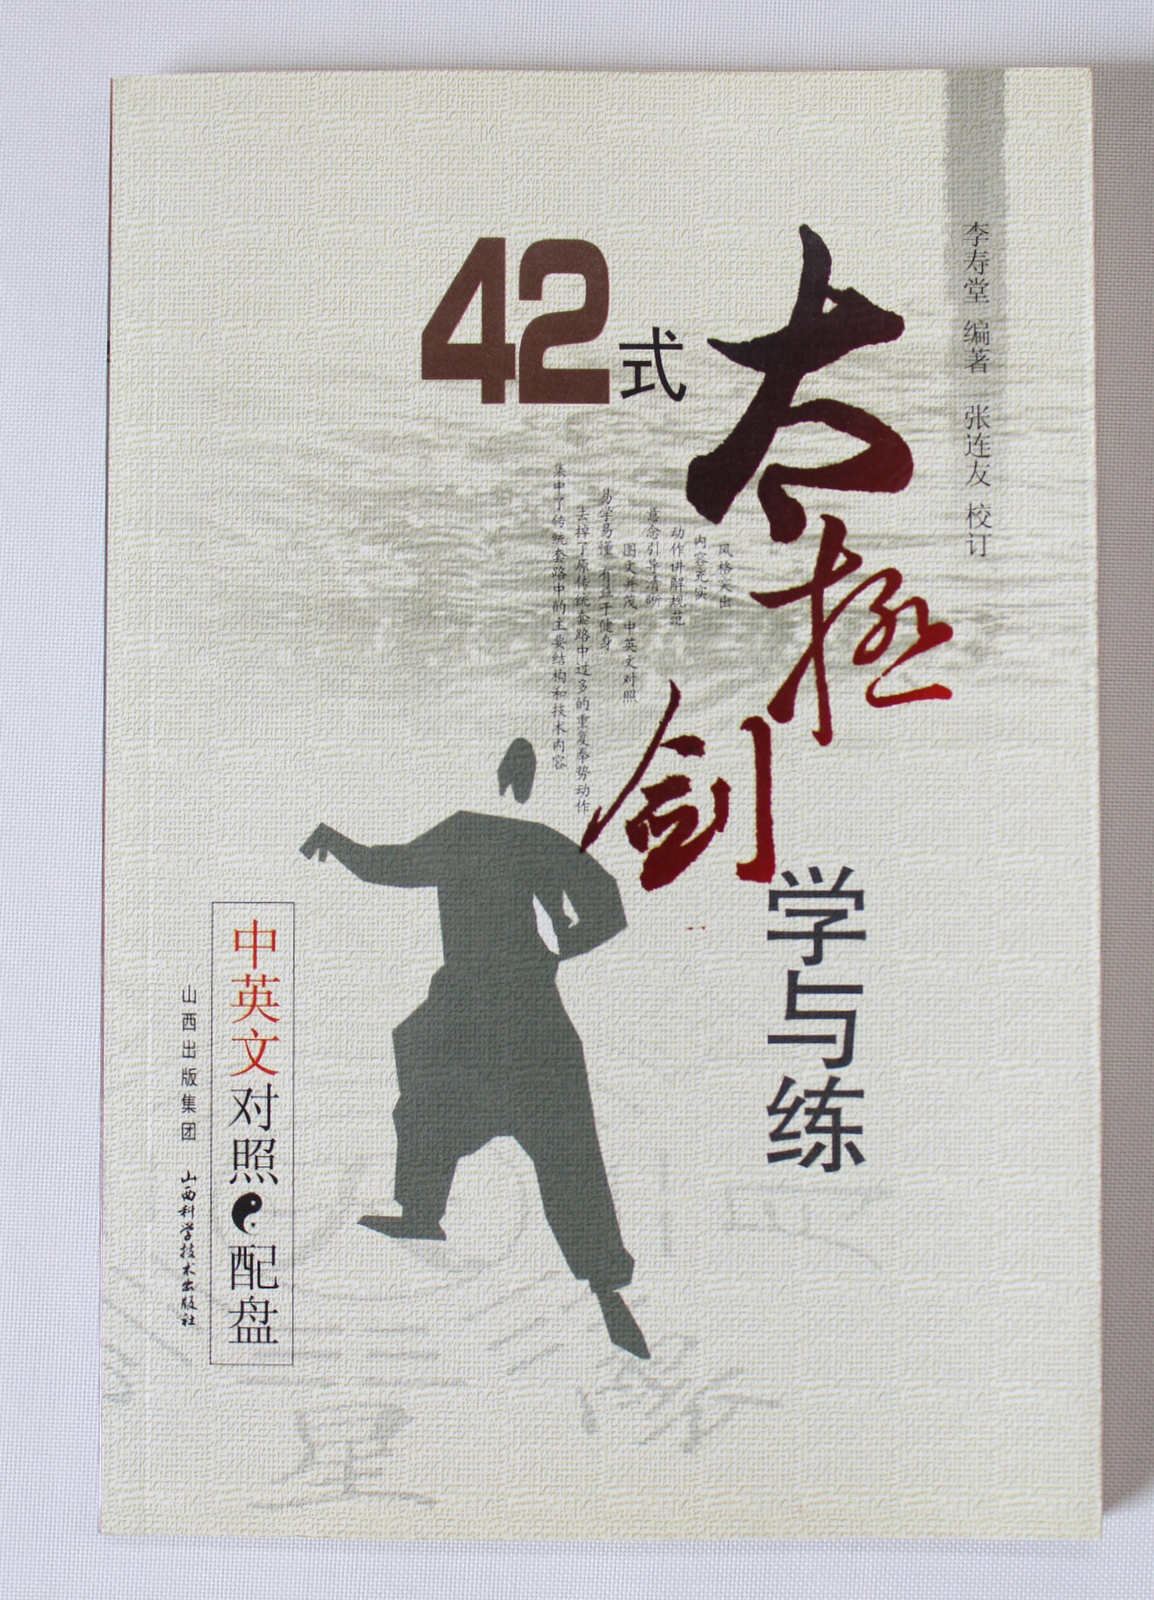 42式
太极剑
学与练
李寿堂 编著 张连友 校订
风格突出
内容充实
动作讲解规范
意念引导清晰
图文并茂 中英文对照
易学易懂 有益于健身
去掉了原传统套路中过多的重复拳势动作
集中了传统套路中的主要结构和技术内容
中英文对照配盘
山西出版集团 山西科学技术出版社